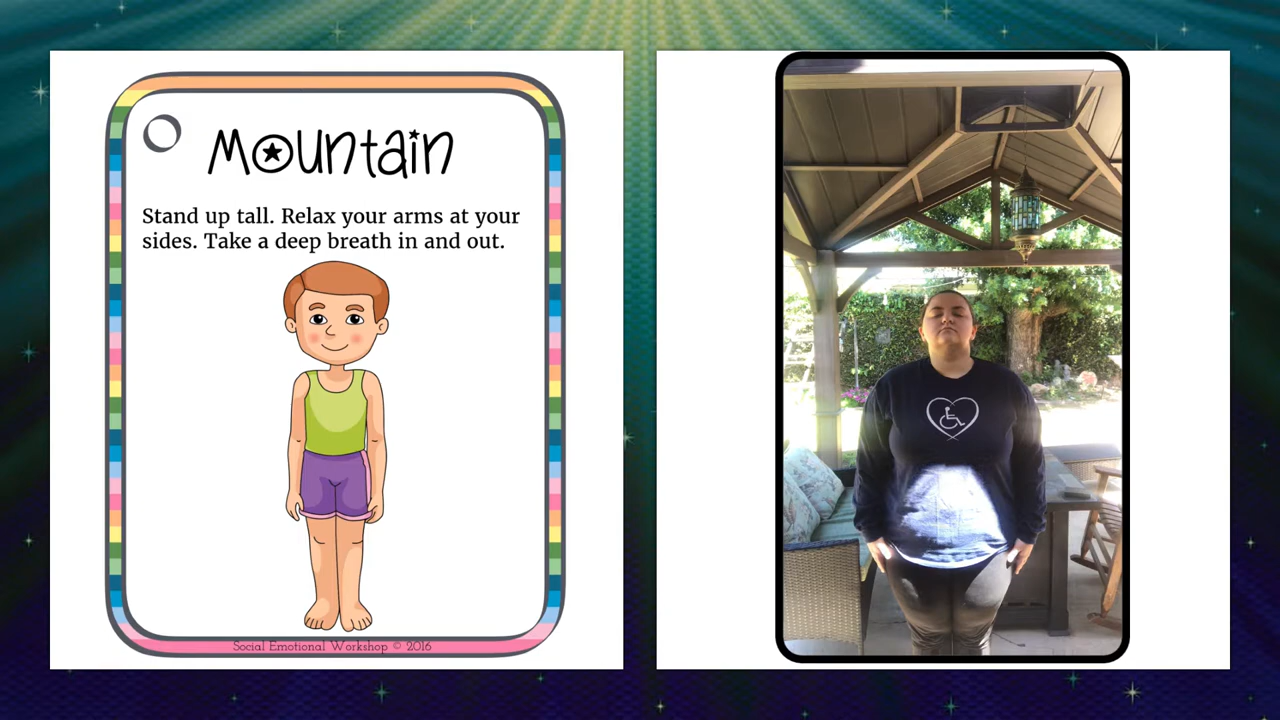 Mountain
Stand up tall. Relax your arms at your
sides. Take a deep breath in and out.
Social Emotional Workshop © 2016